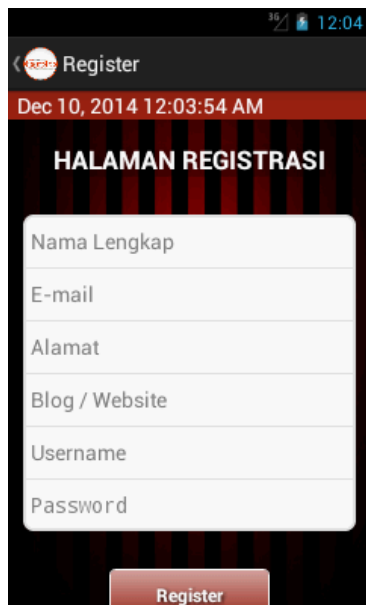 3G 12:04
Register
Dec 10, 2014 12:03:54 AM
HALAMAN REGISTRASI
Nama Lengkap
E-mail
Alamat
Blog / Website
Username
Password
Register